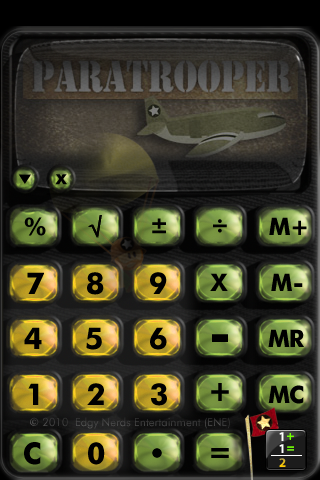 PARATROOPER
▼ X
% √ ± ÷ M+
7 8 9 X M-
4 5 6 - MR
1 2 3 + MC
© 2010 Edgy Nerds Entertainment (ENE)
C 0 • =
1+
1=
2